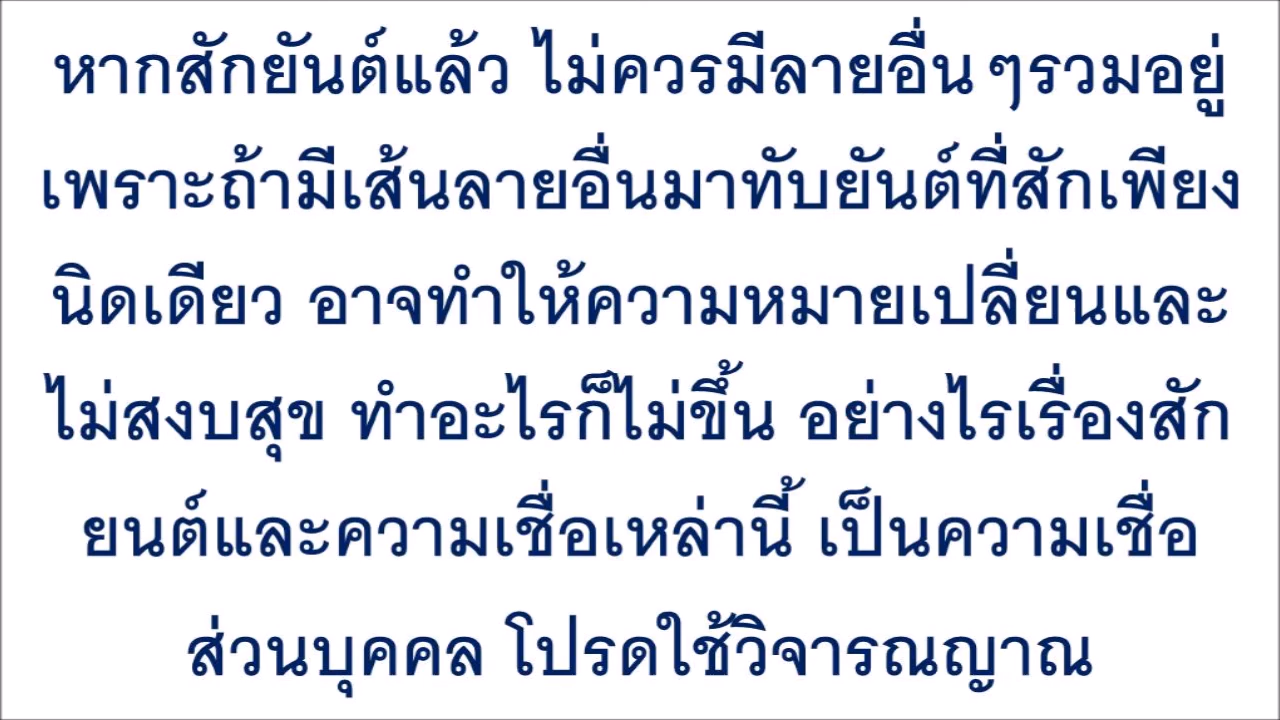 หากสักยันต์แล้ว ไม่ควรมีลายอื่นๆรวมอยู่
เพราะถ้ามีเส้นลายอื่นมาทับยันต์ที่สักเพียง
นิดเดียว อาจทำให้ความหมายเปลี่ยนและ
ไม่สงบสุข ทำอะไรก็ไม่ขึ้น อย่างไรเรื่องสัก
ยนต์และความเชื่อเหล่านี้ เป็นความเชื่อ
ส่วนบุคคล โปรดใช้วิจารณญาณ